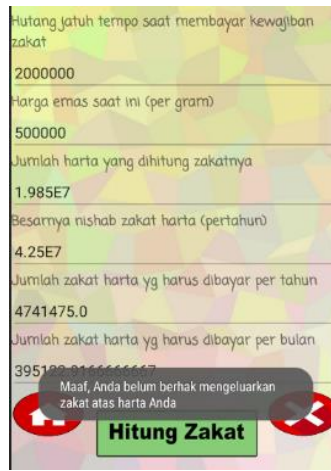 Hutang jatuh tempo saat membayar kewajiban
zakat
2000000
Harga emas saat ini (per gram)
500000
Jumlah harta yang dihitung zakatnya
1.985E7
Besarnya nishab zakat harta (pertahun)
4.25E7
Jumlah zakat harta yg harus dibayar per tahun
4741475.0
Jumlah zakat harta yg harus dibayar per bulan
395122.9166666667
Maaf, Anda belum berhak mengeluarkan
zakat atas harta Anda
Hitung Zakat